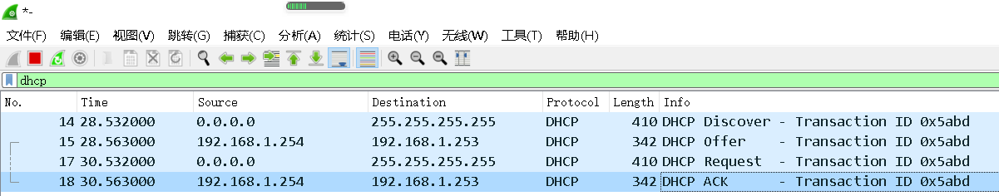 *-
文件(F) 编辑(E) 视图(V) 跳转(G) 捕获(C) 分析(A) 统计(S) 电话(Y) 无线(W) 工具(T) 帮助(H)
dhcp
No. Time Source Destination Protocol Length Info
14 28.532000 0.0.0.0 255.255.255.255 DHCP 410 DHCP Discover - Transaction ID 0x5abd
15 28.563000 192.168.1.254 192.168.1.253 DHCP 342 DHCP Offer - Transaction ID 0x5abd
17 30.532000 0.0.0.0 255.255.255.255 DHCP 410 DHCP Request - Transaction ID 0x5abd
18 30.563000 192.168.1.254 192.168.1.253 DHCP 342 DHCP ACK - Transaction ID 0x5abd